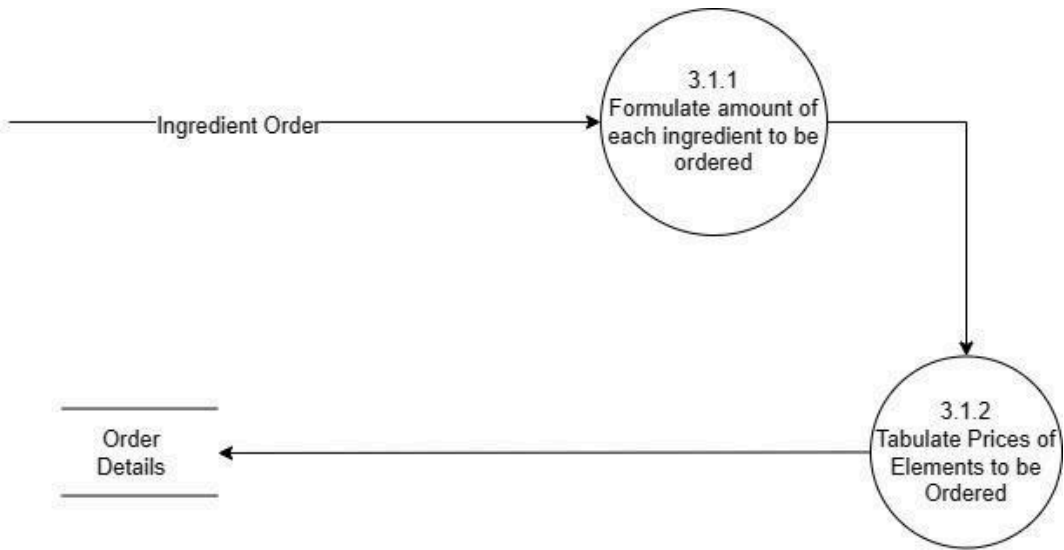 Ingredient Order
3.1.1
Formulate amount of
each ingredient to be
ordered
3.1.2
Tabulate Prices of
Elements to be
Ordered
Order
Details